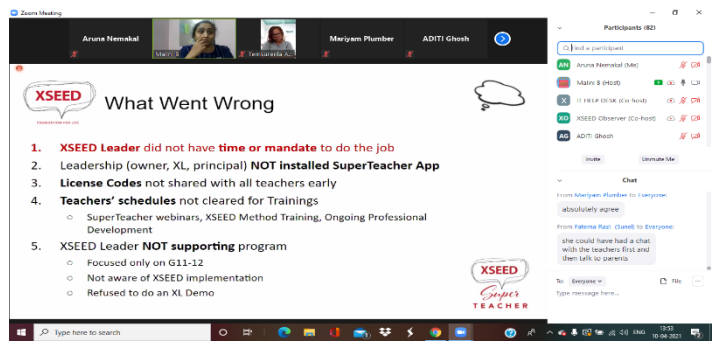 Zoom Meeting
Aruna Nemakal
Malini B
Temsurenla A...
Mariyam Plumber
ADITI Ghosh
XSEED
FOUNDATION FOR LIFE
What Went Wrong
1. XSEED Leader did not have time or mandate to do the job
2. Leadership (owner, XL, principal) NOT installed SuperTeacher App
3. License Codes not shared with all teachers early
4. Teachers' schedules not cleared for Trainings
○ SuperTeacher webinars, XSEED Method Training, Ongoing Professional
Development
5. XSEED Leader NOT supporting program
○ Focused only on G11-12
○ Not aware of XSEED implementation
○ Refused to do an XL Demo
XSEED
Super
TEACHER
Participants (82)
Find a participant
AN Aruna Nemakal (Me)
Malini B (Host)
X IT HELP DESK (Co-host)
XO XSEED Observer (Co-host)
AG ADITI Ghosh
Invite
Unmute Me
Chat
From Mariyam Plumber to Everyone:
absolutely agree
From Fatema Razi (Sunel) to Everyone:
she could have had a chat
with the teachers first and
then talk to parents
To: Everyone
File
Type message here...
Type here to search
ENG
13:53
10-04-2021